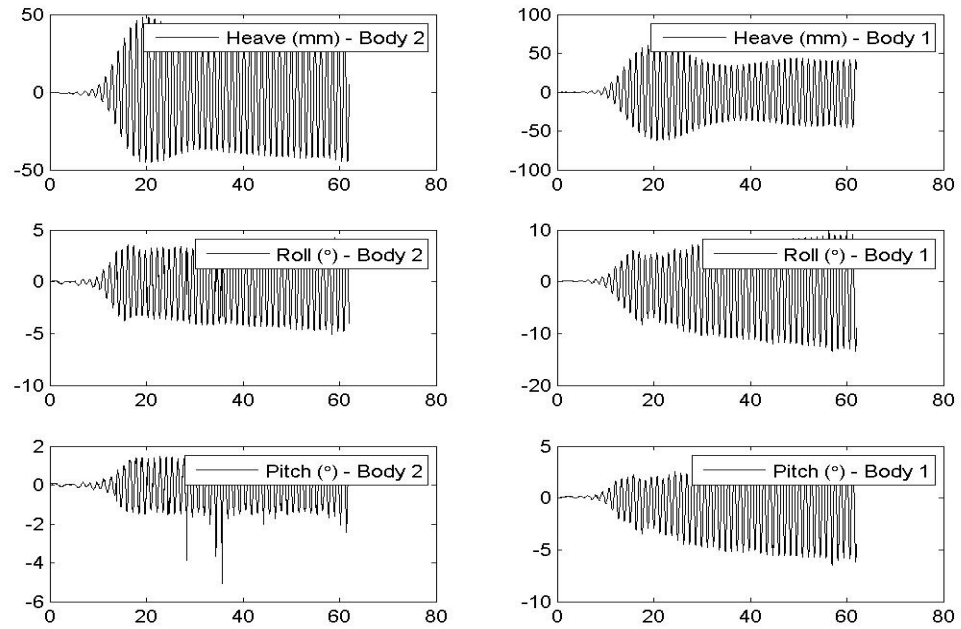 50
0
-50
0 20 40 60 80
Heave (mm) - Body 2
100
50
0
-50
-100
0 20 40 60 80
Heave (mm) - Body 1
5
0
-5
-10
0 20 40 60 80
Roll (°) - Body 2
10
0
-10
-20
0 20 40 60 80
Roll (°) - Body 1
2
0
-2
-4
-6
0 20 40 60 80
Pitch (°) - Body 2
5
0
-5
-10
0 20 40 60 80
Pitch (°) - Body 1